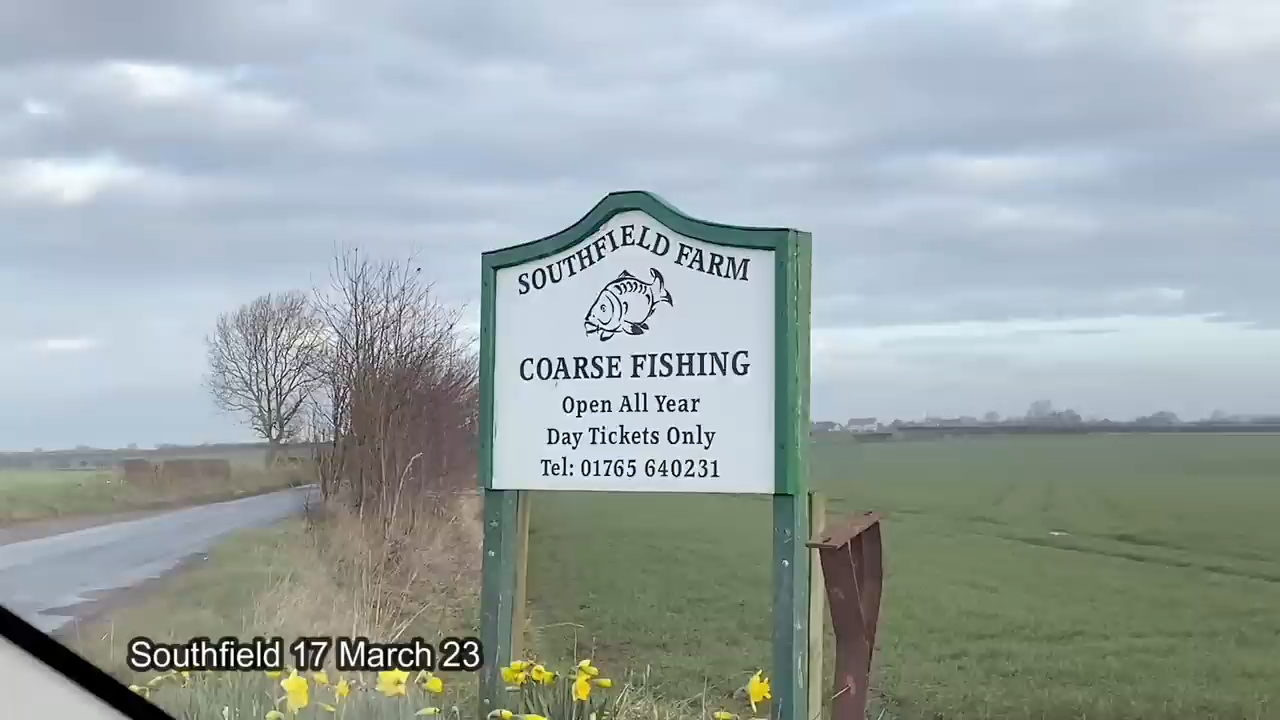 SOUTHFIELD FARM
COARSE FISHING
Open All Year
Day Tickets Only
Tel: 01765 640231
Southfield 17 March 23